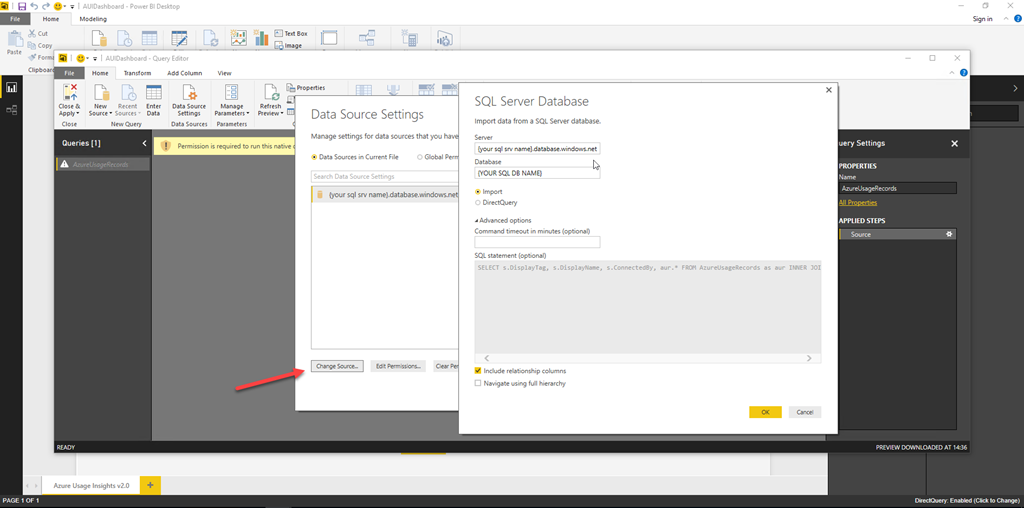 AUIDashboard - Power BI Desktop
File
Home
Modeling
Sign in
Paste
Cut
Copy
Clipboard
Text Box
Image
AUIDashboard - Query Editor
File
Home
Transform
Add Column
View
Close & Apply
New Source
Recent Sources
Enter Data
Data Source Settings
Manage Parameters
Refresh Preview
Properties
Close
New Query
Data Sources
Parameters
Queries [1]
AzureUsageRecords
Permission is required to run this native
Data Source Settings
Manage settings for data sources that you have
Data Sources in Current File
Global
Search Data Source Settings
{your sql srv name}.database.windows.net
Change Source...
Edit Permissions...
Clear
SQL Server Database
Import data from a SQL Server database.
Server
{your sql srv name}.database.windows.net
Database
{YOUR SQL DB NAME}
Import
DirectQuery
Advanced options
Command timeout in minutes (optional)
SQL statement (optional)
SELECT s.DisplayTag, s.DisplayName, s.ConnectedBy, aur.* FROM AzureUsageRecords as aur INNER JOI
Include relationship columns
Navigate using full hierarchy
OK
Cancel
Settings
PROPERTIES
Name
AzureUsageRecords
All Properties
APPLIED STEPS
Source
READY
PREVIEW DOWNLOADED AT 14:36
Azure Usage Insights v2.0
PAGE 1 OF 1
DirectQuery: Enabled (Click to Change)